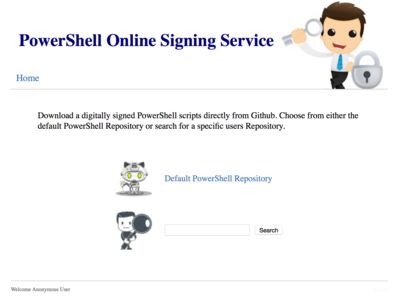 PowerShell Online Signing Service
Home
Download a digitally signed PowerShell scripts directly from Github. Choose from either the
default PowerShell Repository or search for a specific users Repository.
Default PowerShell Repository
Search
Welcome Anonymous User